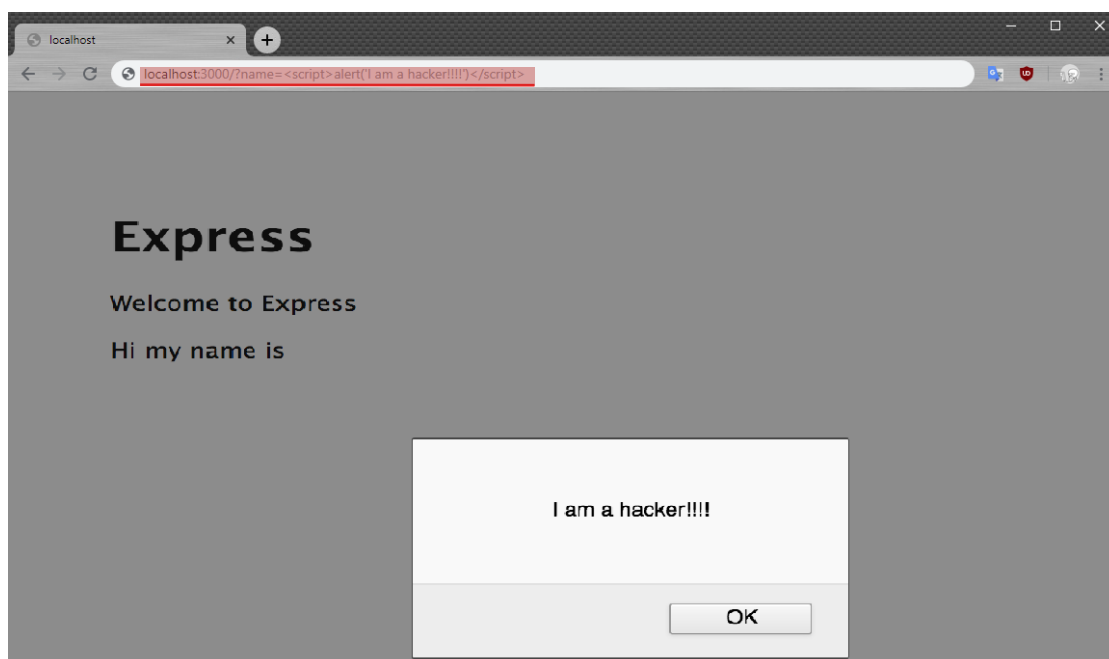 localhost
localhost:3000/?name=<script>alert('I am a hacker!!!!')</script>
Express
Welcome to Express
Hi my name is
I am a hacker!!!!
OK